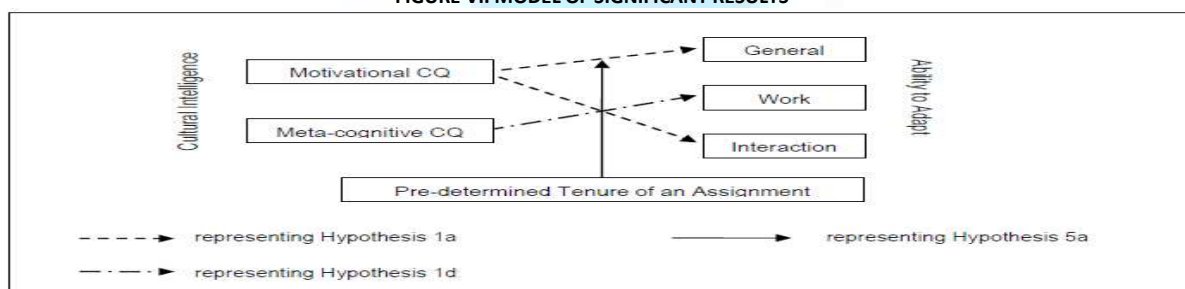 FIGURE VII MODEL OF SIGNIFICANT RESULTS
Cultural Intelligence
Motivational CQ
Meta-cognitive CQ
General
Work
Interaction
Ability to Adapt
Pre-determined Tenure of an Assignment
representing Hypothesis 1a
representing Hypothesis 5a
representing Hypothesis 1d